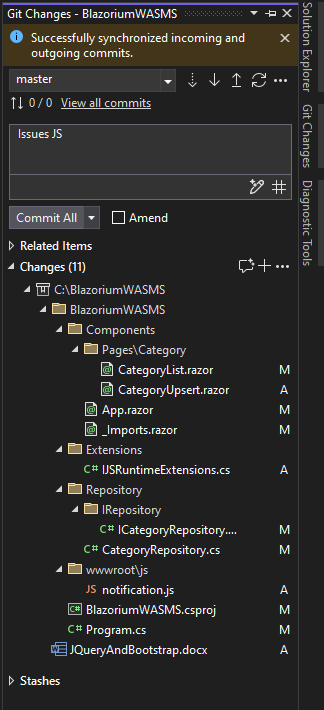 Git Changes - BlazoriumWASMS
Successfully synchronized incoming and
outgoing commits.
master
0 / 0 View all commits
Issues JS
Commit All
Amend
Related Items
Changes (11)
C:\BlazoriumWASMS
BlazoriumWASMS
Components
Pages\Category
CategoryList.razor M
CategoryUpsert.razor A
App.razor M
_Imports.razor M
Extensions
C# IJSRuntimeExtensions.cs A
Repository
IRepository
C# ICategoryRepository.... M
C# CategoryRepository.cs M
wwwroot\js
JS notification.js A
C# BlazoriumWASMS.csproj M
C# Program.cs M
JQueryAndBootstrap.docx A
Stashes
Solution Explorer
Git Changes
Diagnostic Tools